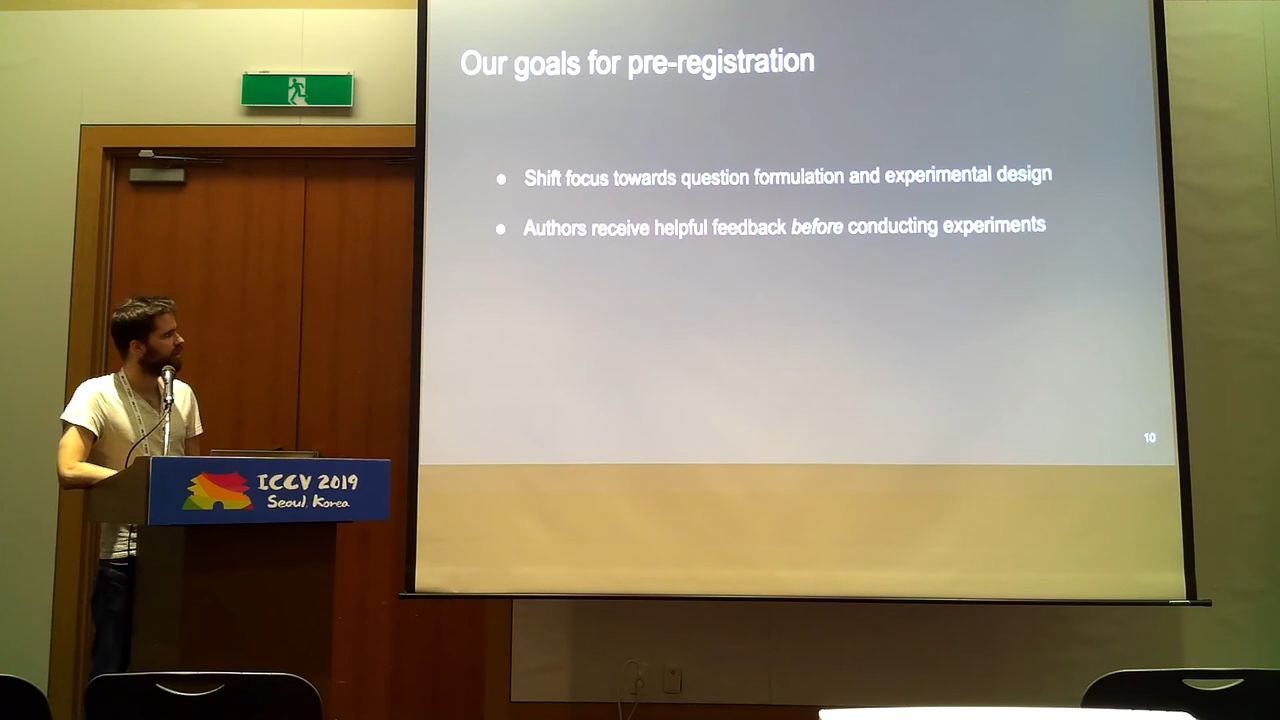 Our goals for pre-registration
● Shift focus towards question formulation and experimental design
● Authors receive helpful feedback before conducting experiments
10
ICCV 2019
Seoul, Korea